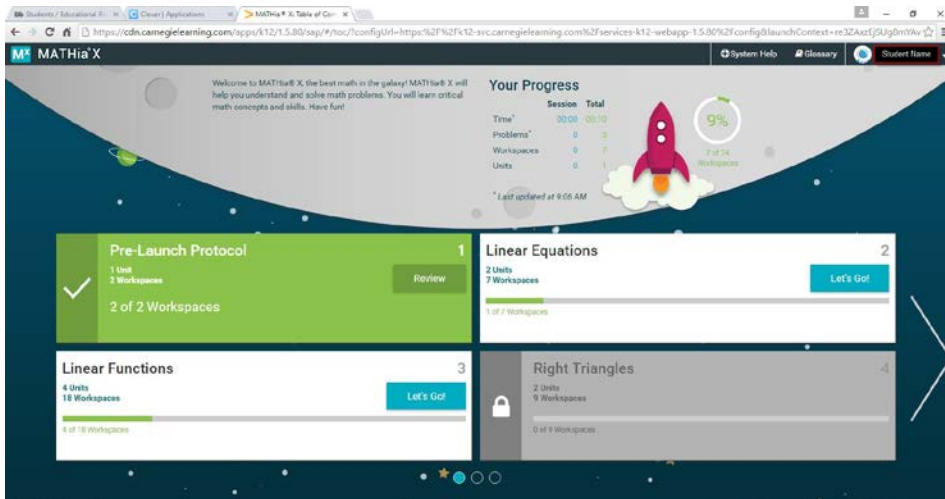 Students / Educational
Clever | Applications
MATHia® X: Table of Con
https://cdn.carnegielearning.com/apps/k12/1.5.80/sap/#/toc/?configUrl=https:%2F%2Fk12-svc.carnegielearning.com%2Fservices-k12-webapp-1.5.80%2Fconfig&launchContext=
Mx MATHia® X
System Help
Glossary
Student Name
Welcome to MATHia® X, the best math in the galaxy! MATHia® X will
help you understand and solve math problems. You will learn critical
math concepts and skills. Have fun!
Your Progress
Session Total
Time* 00:00 00:10
Problems* 0
Workspaces 0 7
Units 0 1
* Last updated at 9:06 AM
9%
7 of 74
Workspaces
Pre-Launch Protocol 1
1 Unit
2 Workspaces
Review
2 of 2 Workspaces
Linear Equations 2
2 Units
7 Workspaces
Let's Go!
1 of 7 Workspaces
Linear Functions 3
4 Units
18 Workspaces
Let's Go!
4 of 18 Workspaces
Right Triangles 4
2 Units
9 Workspaces
0 of 9 Workspaces